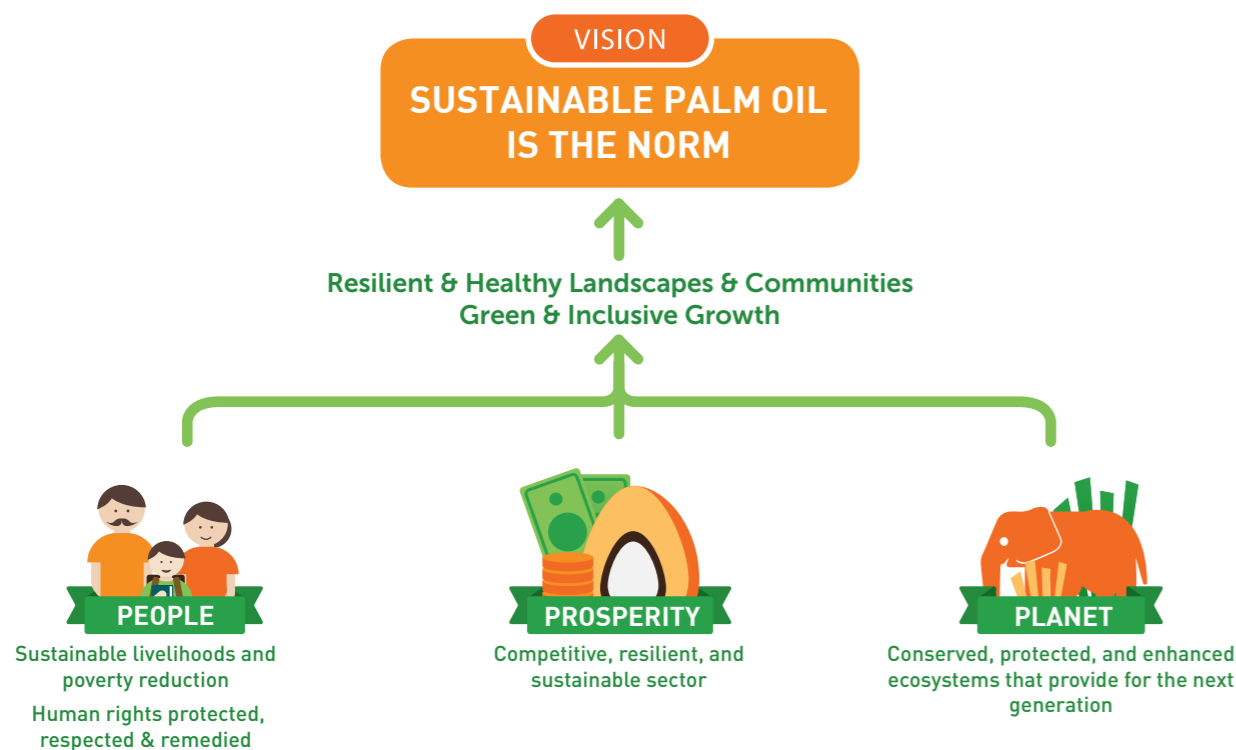 VISION
SUSTAINABLE PALM OIL
IS THE NORM
Resilient & Healthy Landscapes & Communities
Green & Inclusive Growth
PEOPLE
Sustainable livelihoods and
poverty reduction
Human rights protected,
respected & remedied
PROSPERITY
Competitive, resilient, and
sustainable sector
PLANET
Conserved, protected, and enhanced
ecosystems that provide for the next
generation